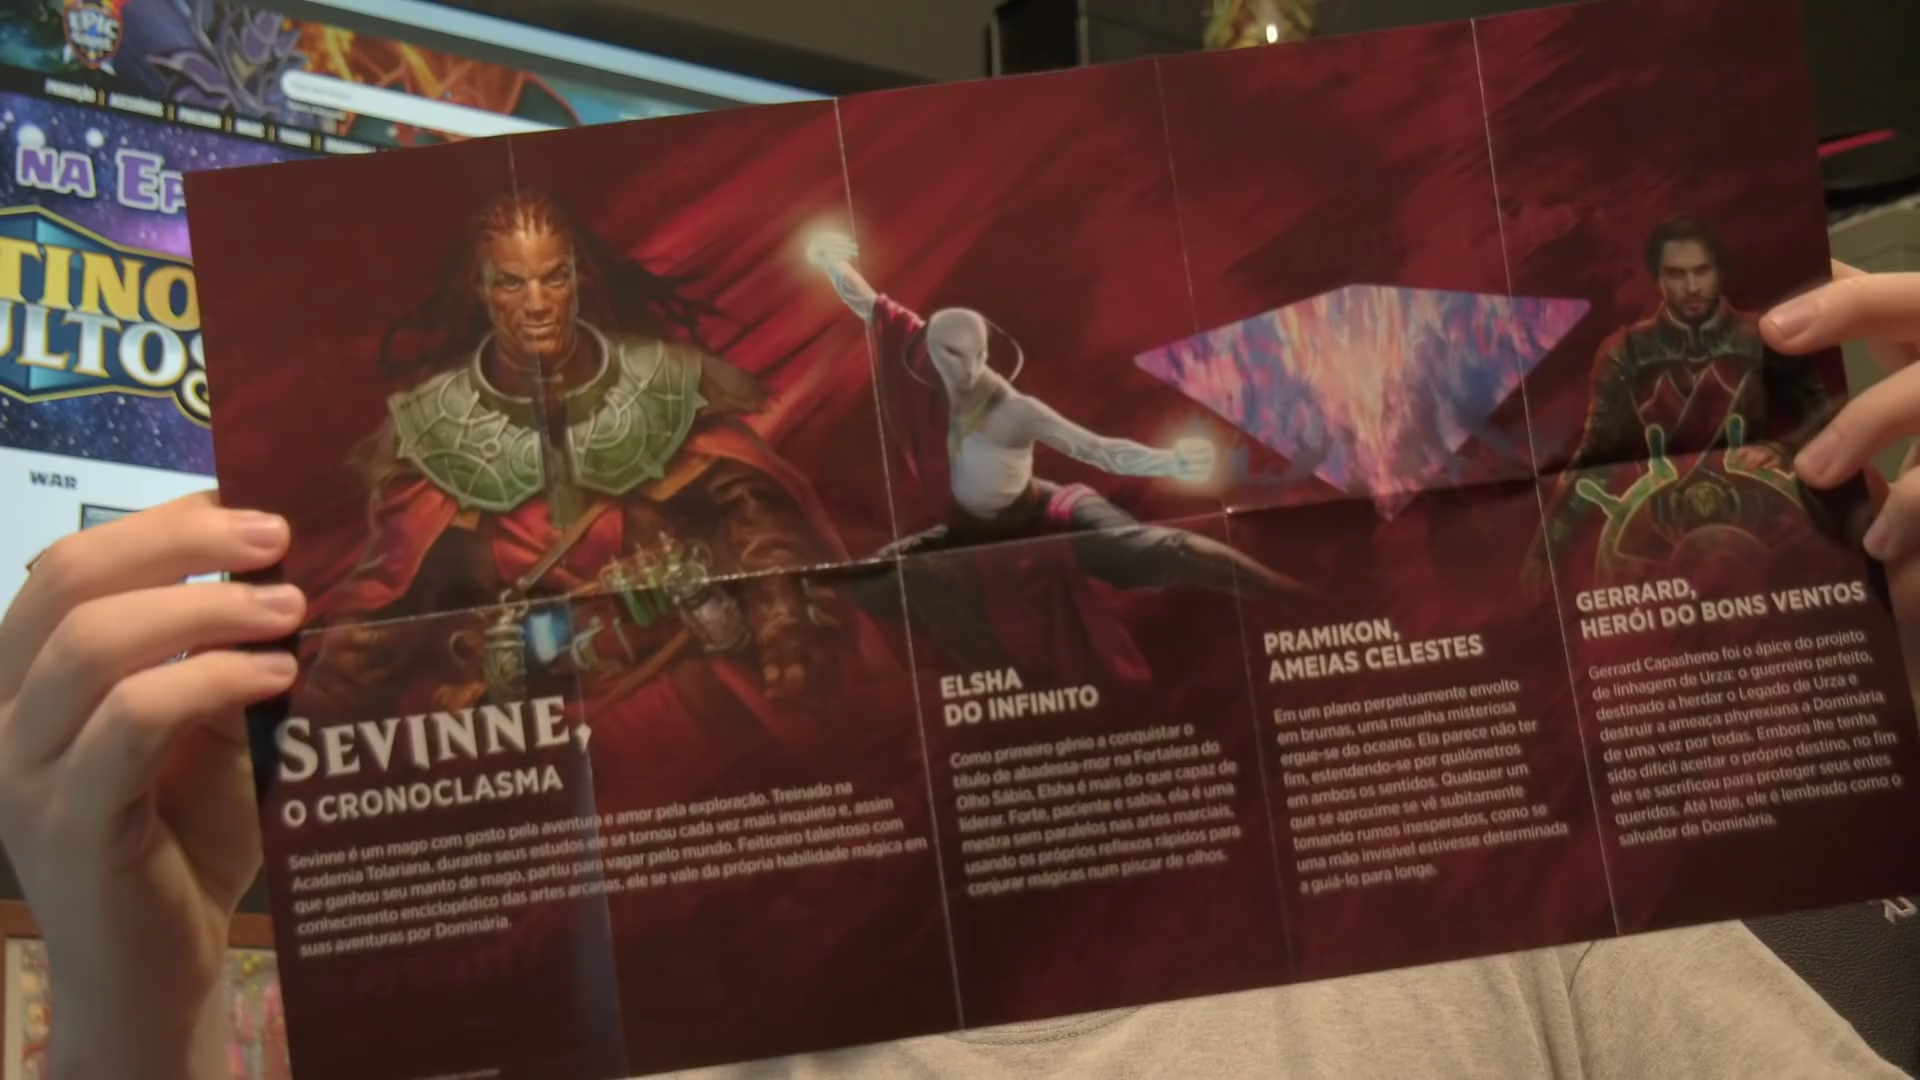 EPIC
GAME
PROMOÇÃO | ACESSÓRIOS | POKEMON |
NA EP
TINO
ULTOS
WAR
SEVINNE,
O CRONOCLASMA
Sevinne é um mago com gosto pela aventura e amor pela exploração. Treinado na
Academia Tolariana, durante seus estudos ele se tornou cada vez mais inquieto e, assim
que ganhou seu manto de mago, partiu para vagar pelo mundo. Feiticeiro talentoso com
conhecimento enciclopédico das artes arcanas, ele se vale da própria habilidade mágica em
suas aventuras por Dominária.
ELSHA
DO INFINITO
Como primeiro gênio a conquistar o
título de abadessa-mor na Fortaleza do
Olho Sábio, Elsha é mais do que capaz de
liderar. Forte, paciente e sabia, ela é uma
mestra sem paralelos nas artes marciais,
usando os próprios reflexos rápidos para
conjurar mágicas num piscar de olhos.
PRAMIKON,
AMEIAS CELESTES
Em um plano perpetuamente envolto
em brumas, uma muralha misteriosa
ergue-se do oceano. Ela parece não ter
fim, estendendo-se por quilômetros
em ambos os sentidos. Qualquer um
que se aproxime se vê subitamente
tomando rumos inesperados, como se
uma mão invisível estivesse determinada
a guiá-lo para longe.
GERRARD,
HERÓI DO BONS VENTOS
Gerrard Capasheno foi o ápice do projeto
de linhagem de Urza: o guerreiro perfeito,
destinado a herdar o Legado de Urza e
destruir a ameaça phyrexiana a Dominária
de uma vez por todas. Embora lhe tenha
sido difícil aceitar o próprio destino, no fim
ele se sacrificou para proteger seus entes
queridos. Até hoje, ele é lembrado como o
salvador de Dominária.